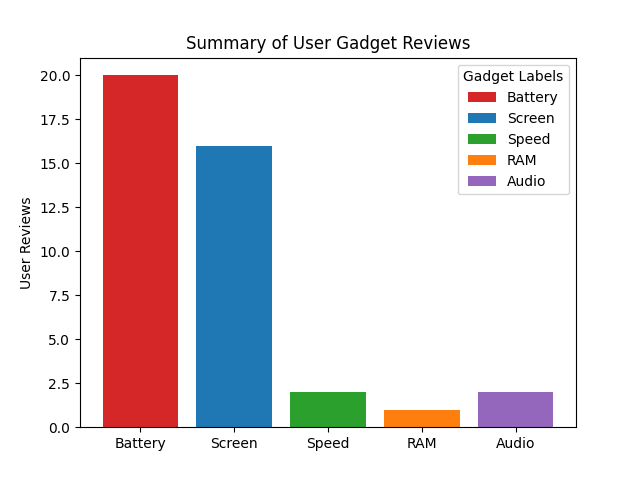 Summary of User Gadget Reviews
Gadget Labels
Battery
Screen
Speed
RAM
Audio
User Reviews
20.0
17.5
15.0
12.5
10.0
7.5
5.0
2.5
0.0
Battery Screen Speed RAM Audio